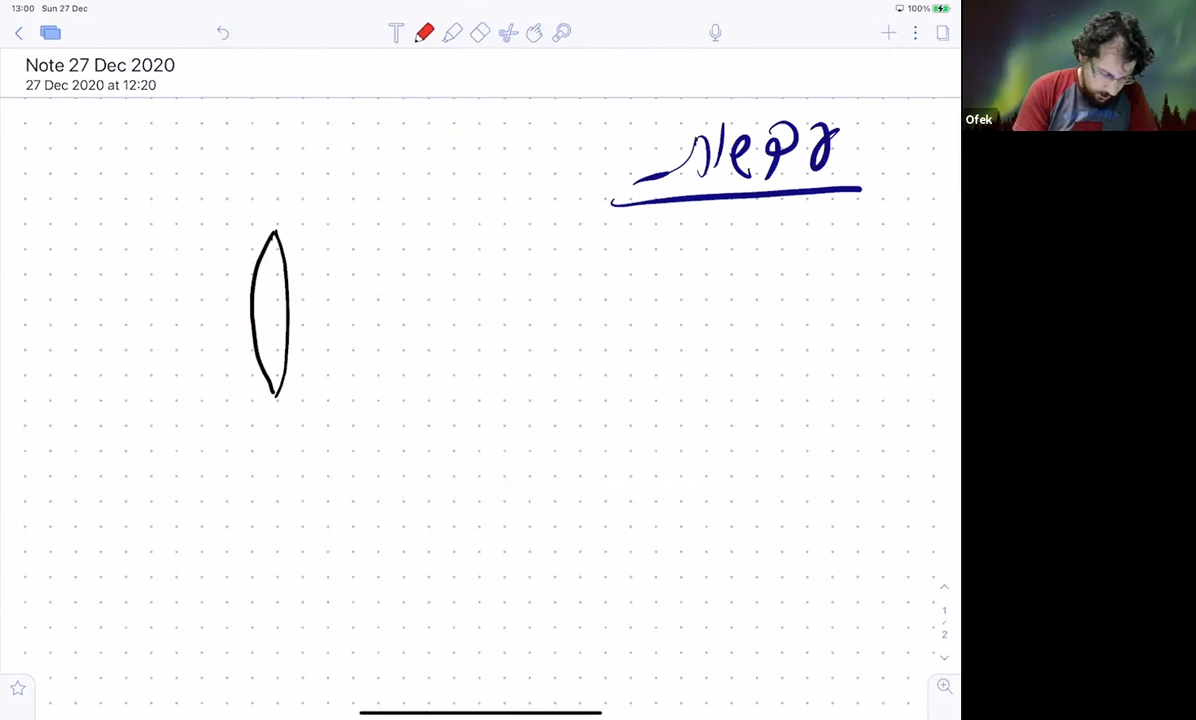 13:00 Sun 27 Dec
100%
Note 27 Dec 2020
27 Dec 2020 at 12:20
עדשות
Ofek
1
/
2